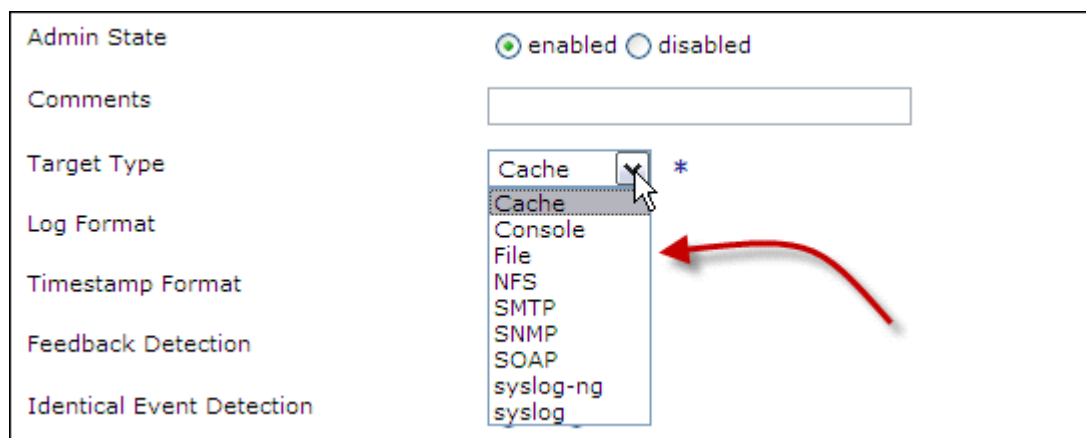 Admin State
enabled disabled
Comments
Target Type
Cache *
Cache
Console
File
NFS
SMTP
SNMP
SOAP
syslog-ng
syslog
Log Format
Timestamp Format
Feedback Detection
Identical Event Detection